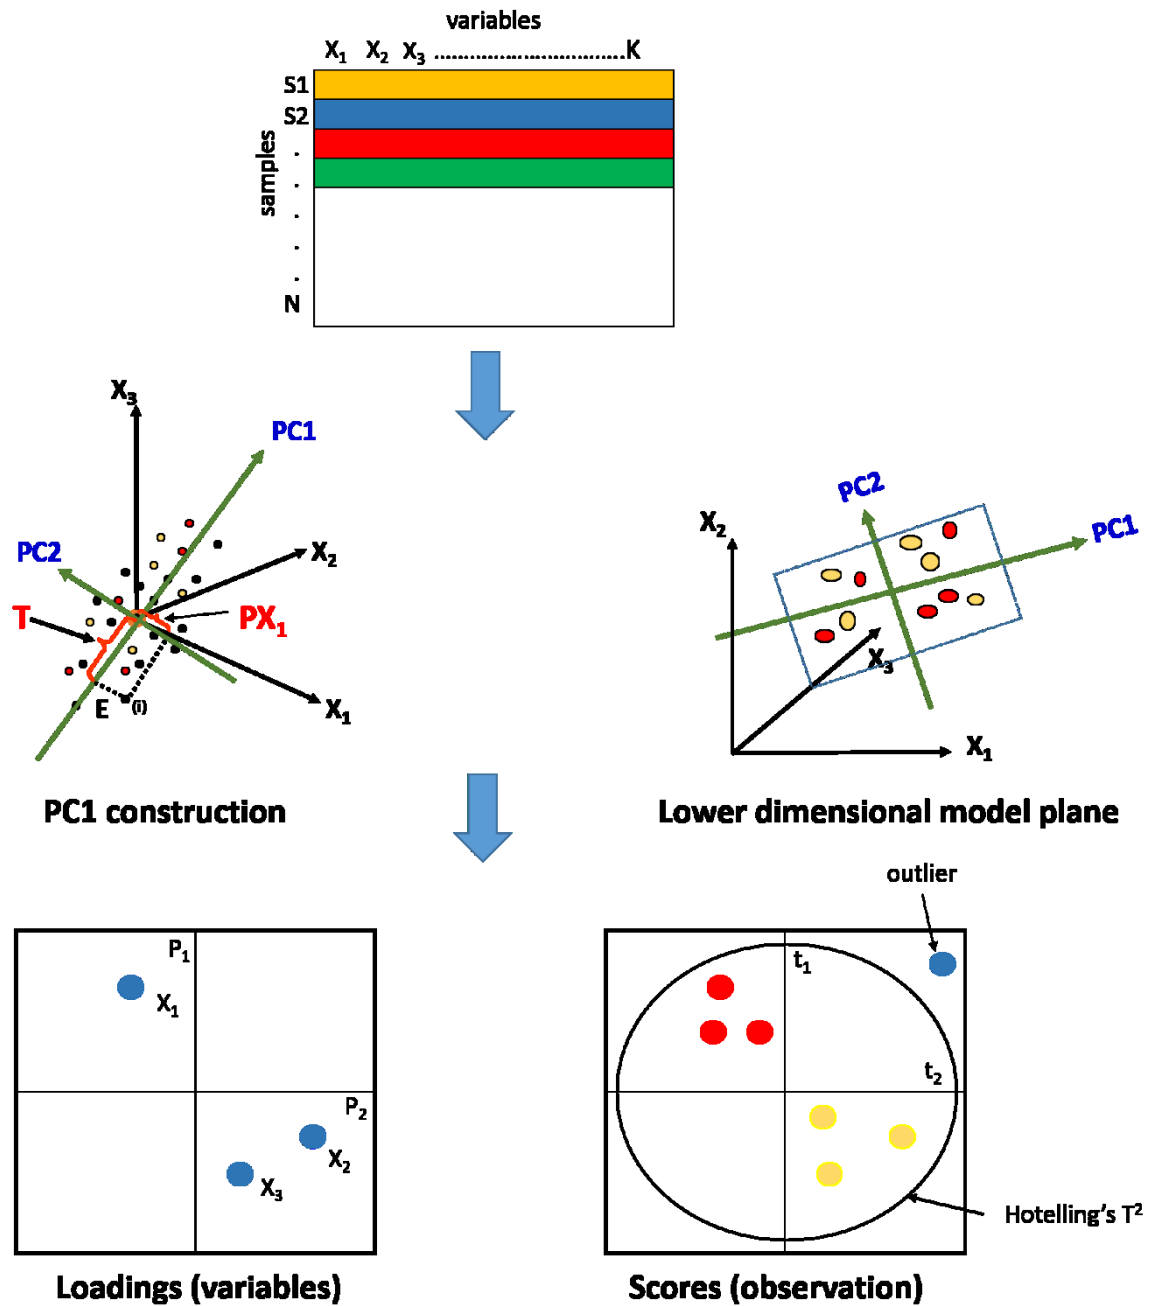 variables
X1 X2 X3 ................................K
S1
S2
.
.
.
.
.
N
samples
X3
PC1
X2
PC2
T
PX1
E
(i)
X1
PC1 construction
PC2
X2
PC1
X3
X1
Lower dimensional model plane
P1
X1
P2
X2
X3
Loadings (variables)
outlier
t1
t2
Hotelling's T²
Scores (observation)